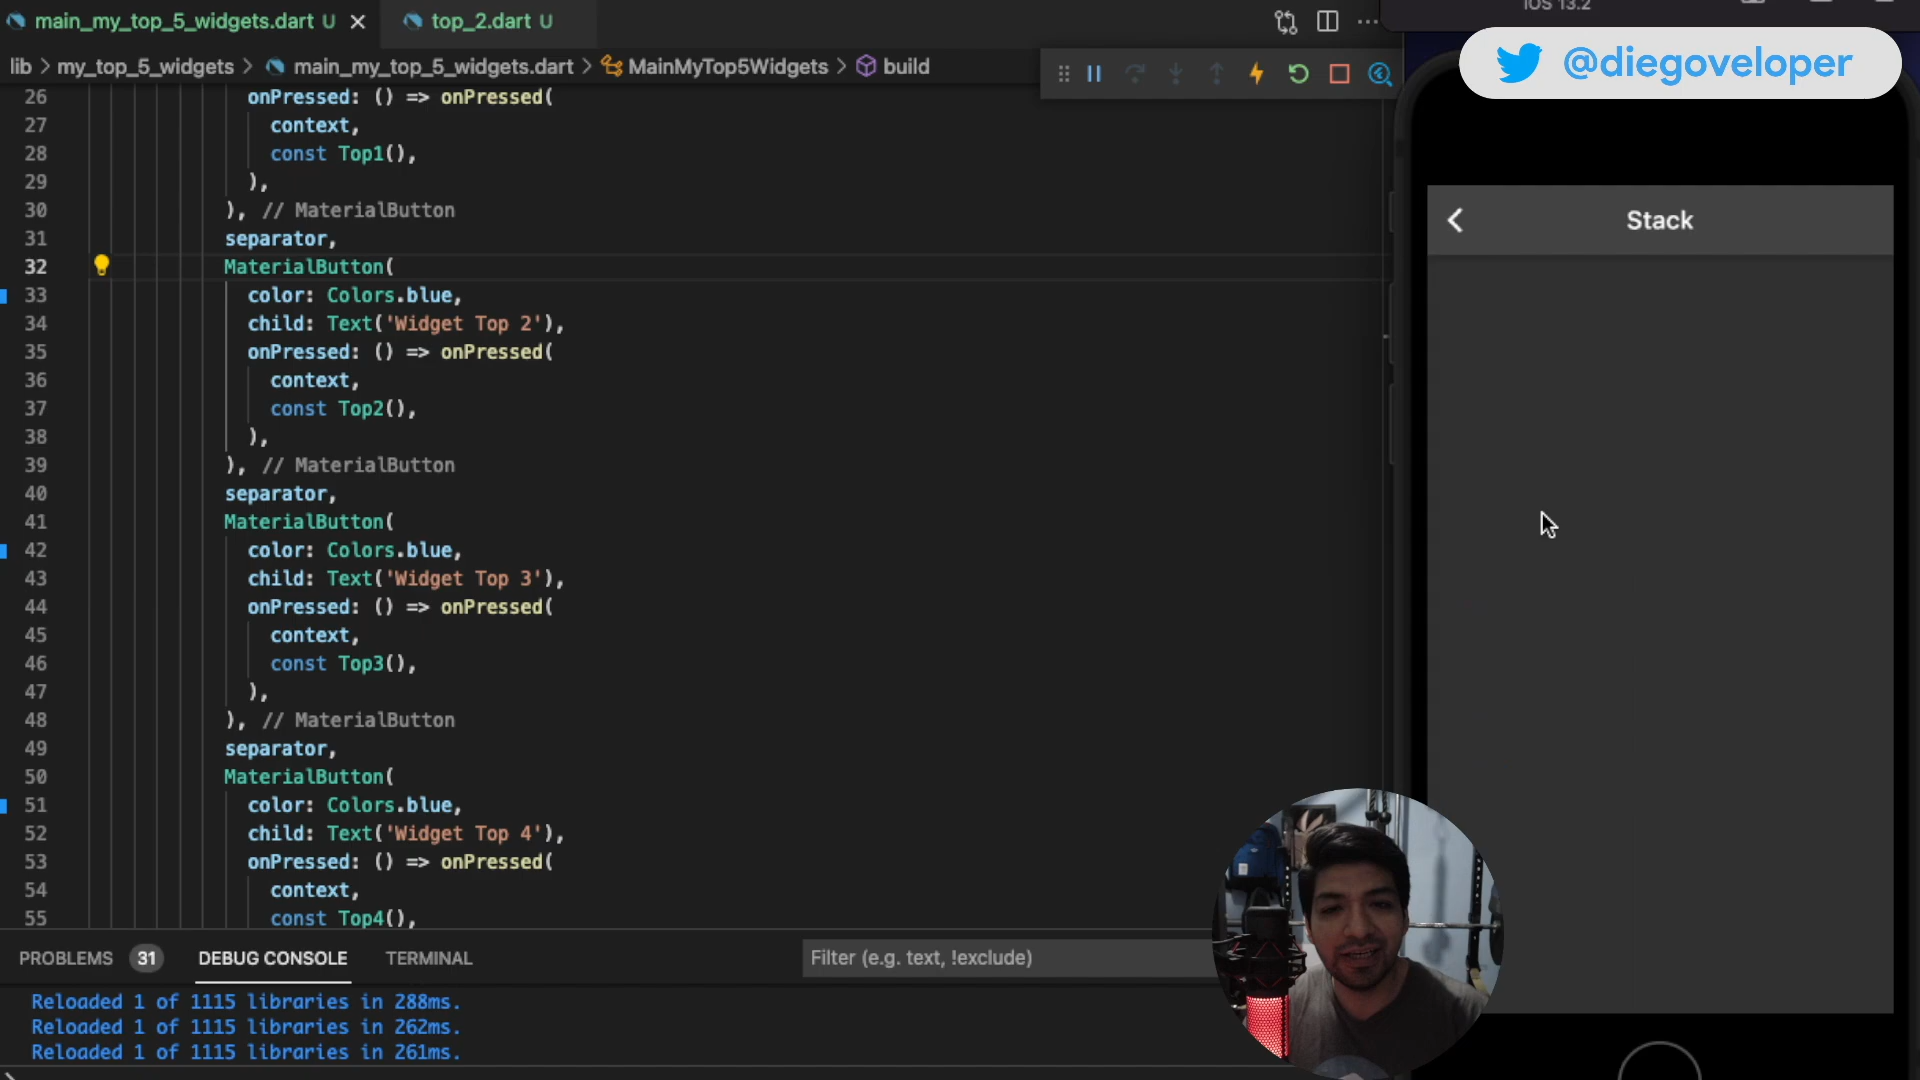 main_my_top_5_widgets.dart U
top_2.dart U
iOS 13.2
@diegoveloper
lib > my_top_5_widgets > main_my_top_5_widgets.dart > MainMyTop5Widgets > build
26 onPressed: () => onPressed(
27 context,
28 const Top1(),
29 ),
30 ), // MaterialButton
31 separator,
32 MaterialButton(
33 color: Colors.blue,
34 child: Text('Widget Top 2'),
35 onPressed: () => onPressed(
36 context,
37 const Top2(),
38 ),
39 ), // MaterialButton
40 separator,
41 MaterialButton(
42 color: Colors.blue,
43 child: Text('Widget Top 3'),
44 onPressed: () => onPressed(
45 context,
46 const Top3(),
47 ),
48 ), // MaterialButton
49 separator,
50 MaterialButton(
51 color: Colors.blue,
52 child: Text('Widget Top 4'),
53 onPressed: () => onPressed(
54 context,
55 const Top4(),
Stack
PROBLEMS 31 DEBUG CONSOLE TERMINAL
Filter (e.g. text, !exclude)
Reloaded 1 of 1115 libraries in 288ms.
Reloaded 1 of 1115 libraries in 262ms.
Reloaded 1 of 1115 libraries in 261ms.